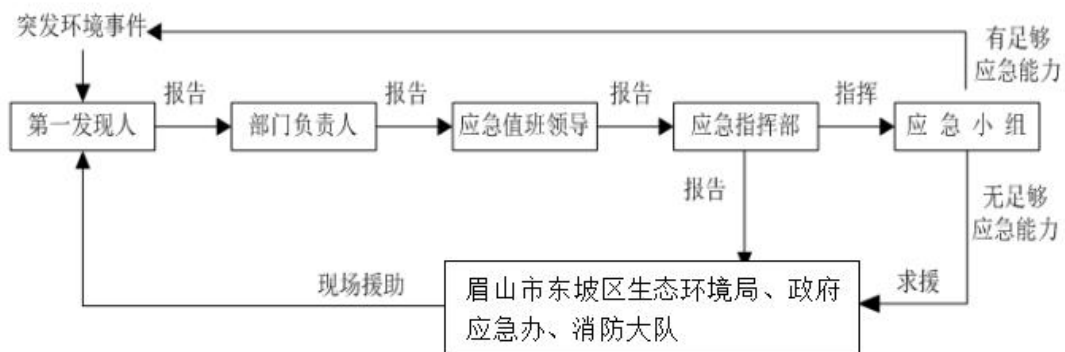 突发环境事件
有足够
应急能力
报告
报告
报告
指挥
第一发现人
部门负责人
应急值班领导
应急指挥部
应急小组
报告
无足够
应急能力
现场援助
眉山市东坡区生态环境局、政府
应急办、消防大队
求援